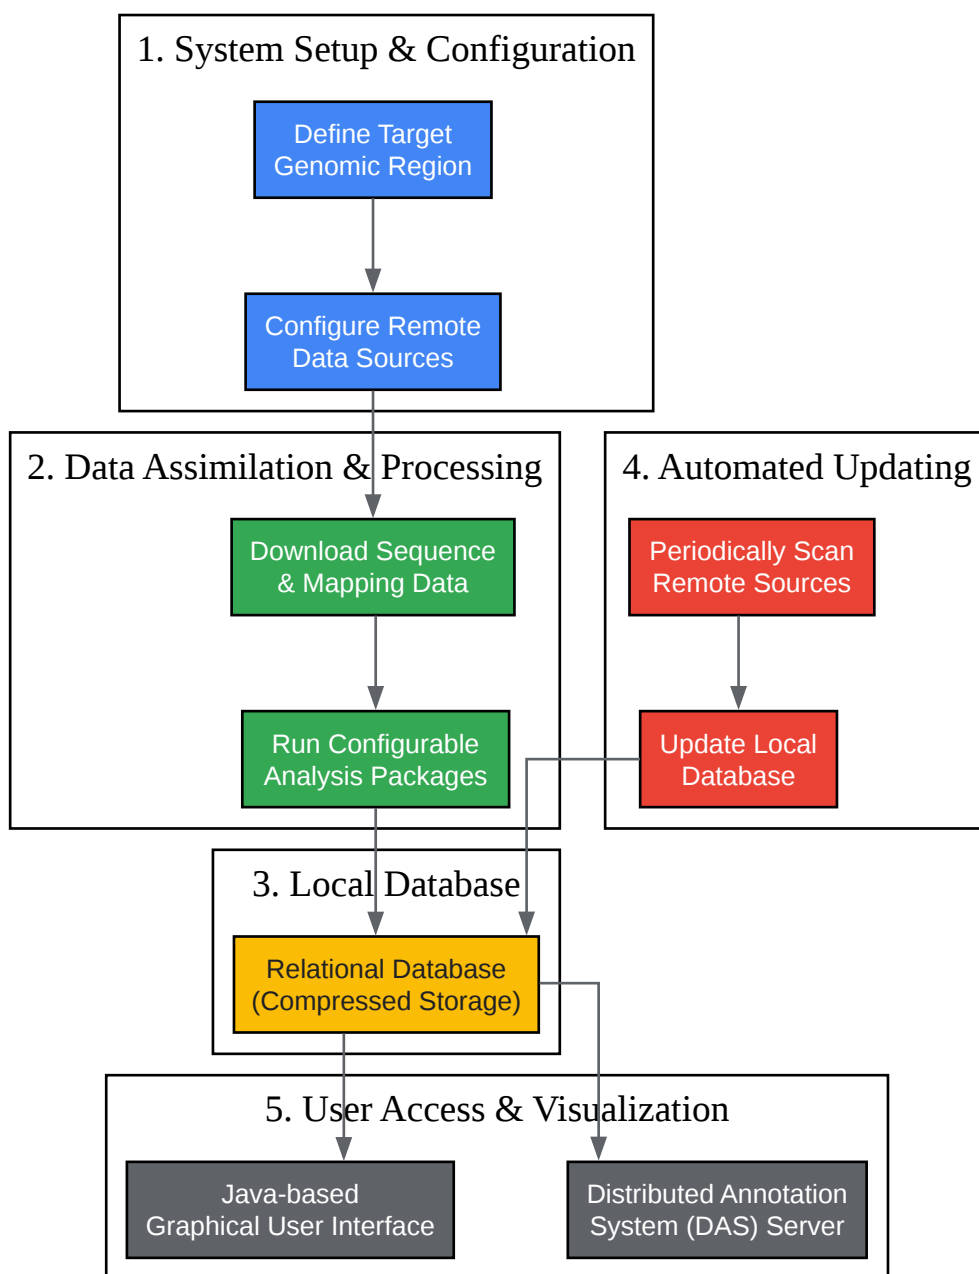 1. System Setup & Configuration
Define Target
Genomic Region
Configure Remote
Data Sources
2. Data Assimilation & Processing
Download Sequence
& Mapping Data
Run Configurable
Analysis Packages
4. Automated Updating
Periodically Scan
Remote Sources
Update Local
Database
3. Local Database
Relational Database
(Compressed Storage)
5. User Access & Visualization
Java-based
Graphical User Interface
Distributed Annotation
System (DAS) Server